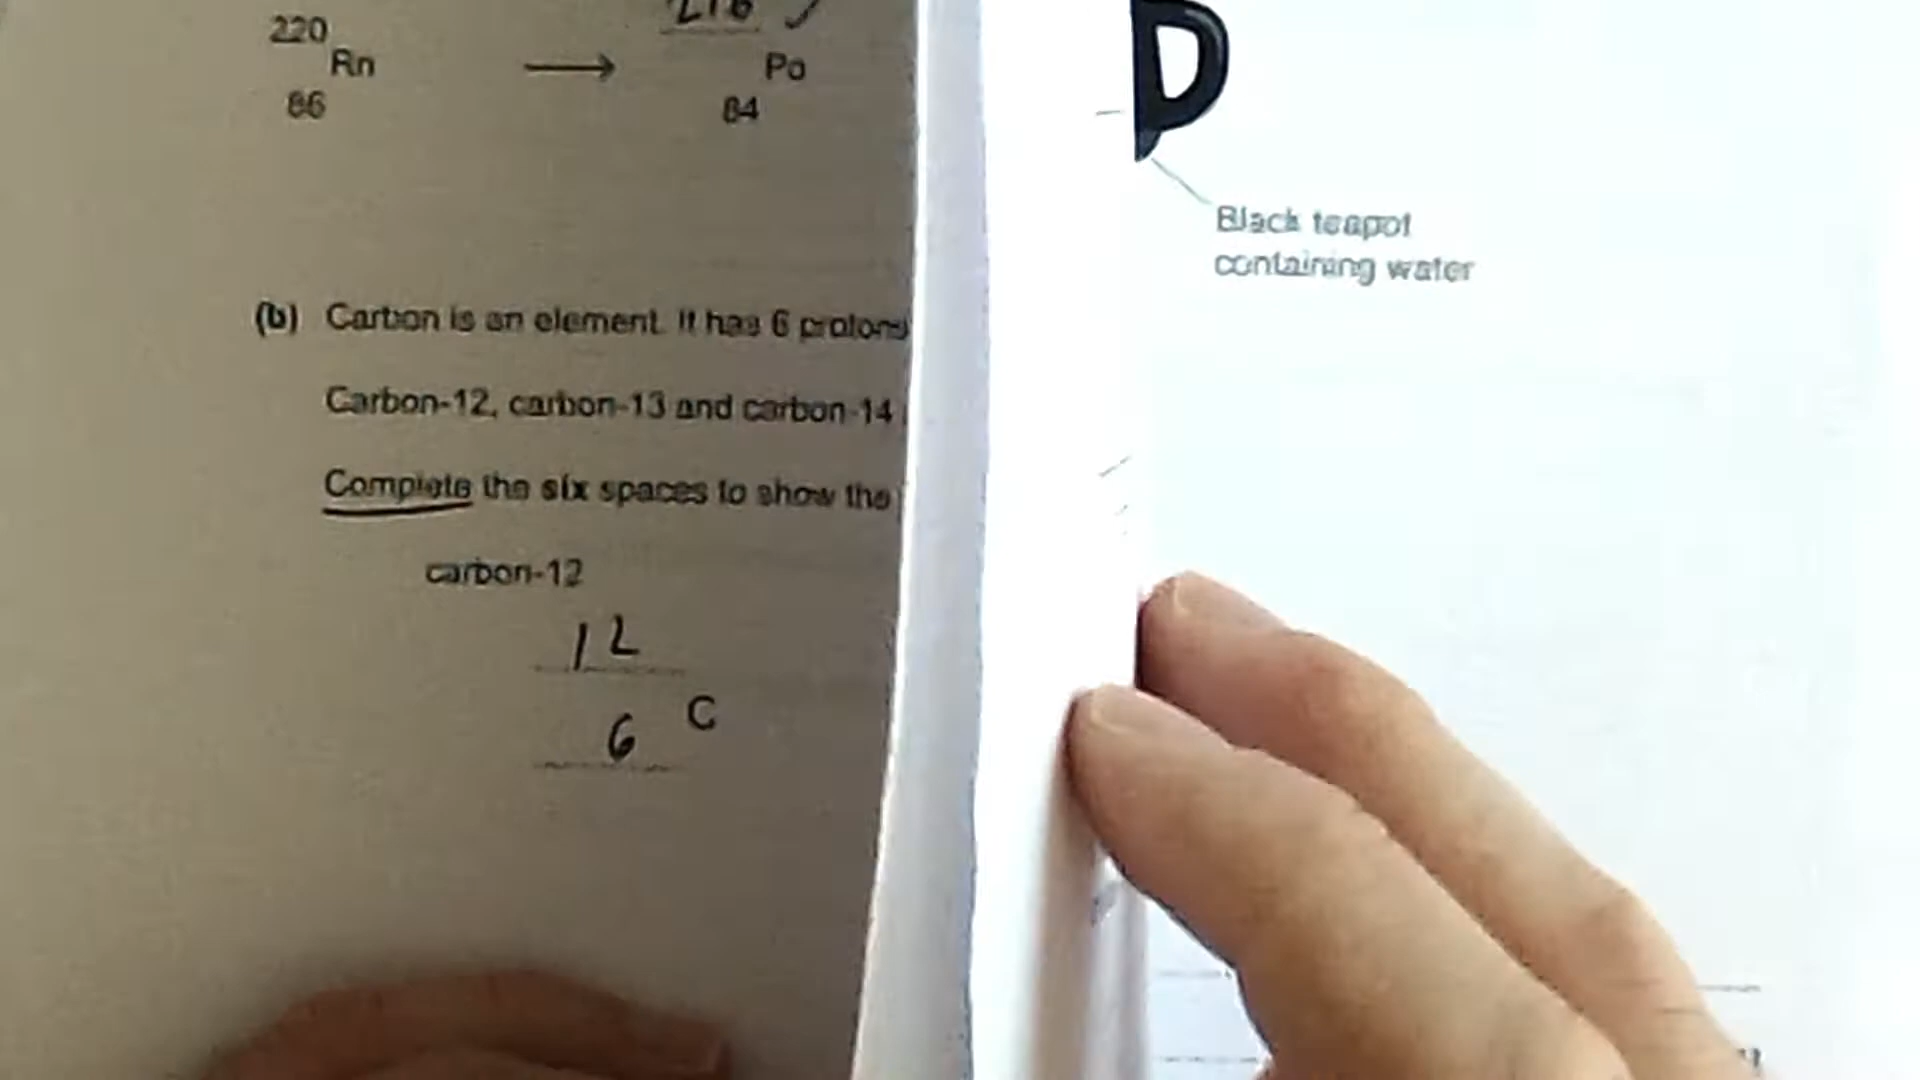 220
Rn
86
⟶
216
Po
84
(b) Carbon is an element. It has 6 protons
Carbon-12, carbon-13 and carbon-14
Complete the six spaces to show the
carbon-12
12
6
C
Black teapot
containing water